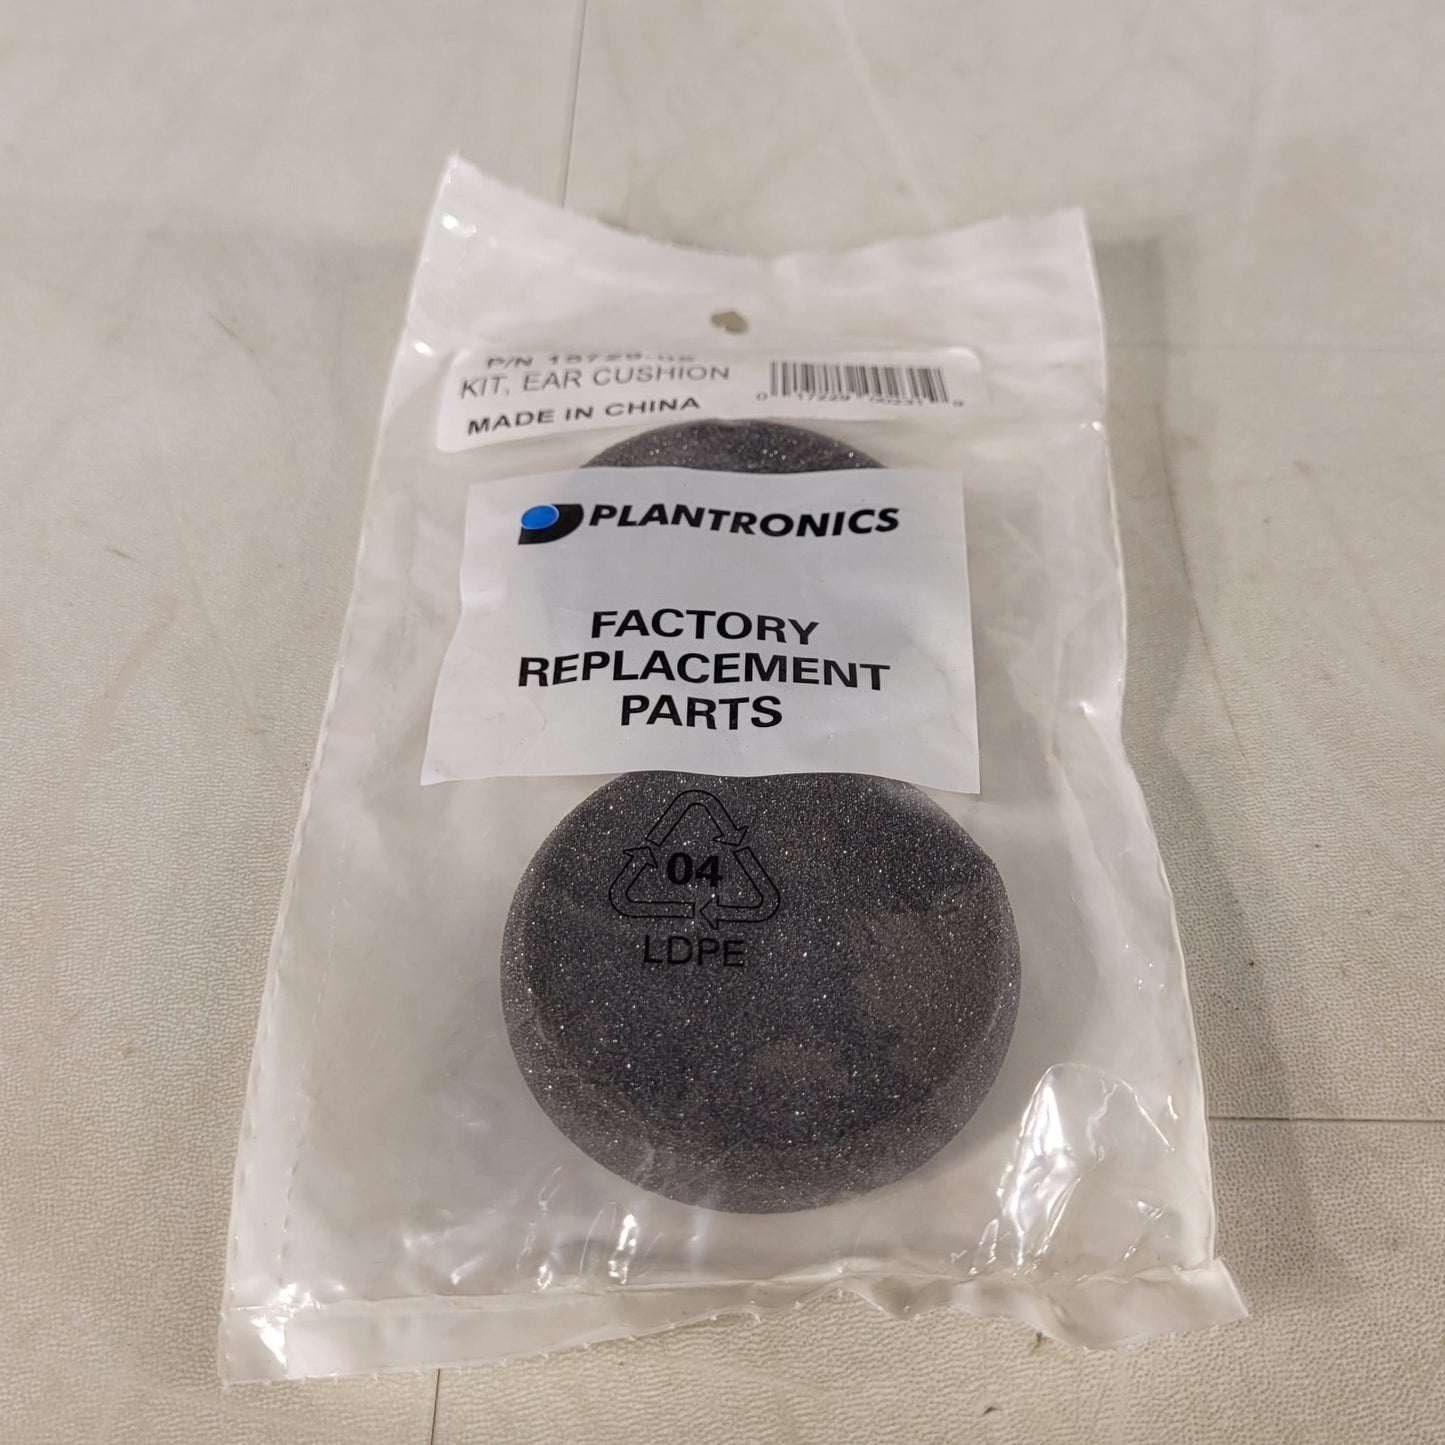 P/N
KIT, EAR CUSHION
MADE IN CHINA
PLANTRONICS
FACTORY
REPLACEMENT
PARTS
04
LDPE